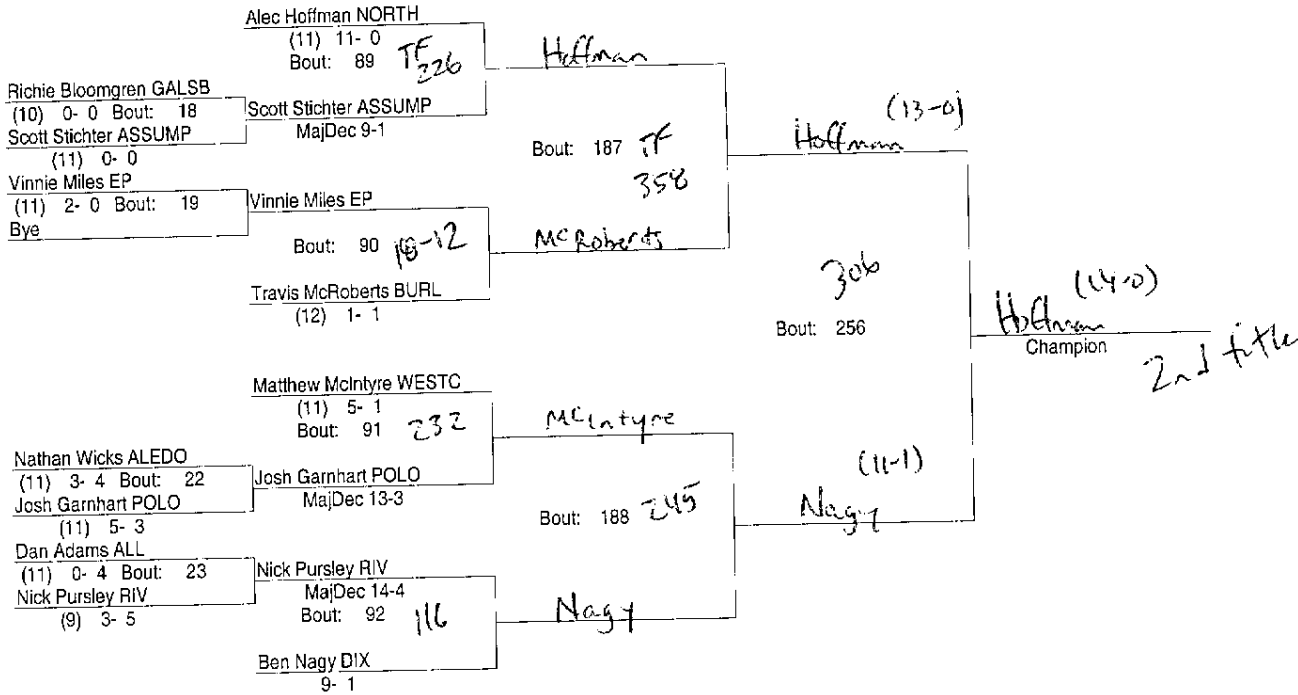 Alec Hoffman NORTH
(11) 11- 0
Bout: 89 TF 226
Hoffman
Richie Bloomgren GALSB
(10) 0- 0 Bout: 18
Scott Stichter ASSUMP
(11) 0- 0
Scott Stichter ASSUMP
MajDec 9-1
Bout: 187 TF 358
Hoffman (13-0)
Vinnie Miles EP
(11) 2- 0 Bout: 19
Bye
Vinnie Miles EP
Bout: 90
McRoberts
Travis McRoberts BURL
(12) 1- 1
306
Bout: 256
Hoffman (14-0)
Champion
2nd title
Matthew McIntyre WESTC
(11) 5- 1
Bout: 91 232
McIntyre
Nathan Wicks ALEDO
(11) 3- 4 Bout: 22
Josh Garnhart POLO
(11) 5- 3
Josh Garnhart POLO
MajDec 13-3
Bout: 188 245
(11-1)
Nagy
Dan Adams ALL
(11) 0- 4 Bout: 23
Nick Pursley RIV
(9) 3- 5
Nick Pursley RIV
MajDec 14-4
Bout: 92 116
Nagy
Ben Nagy DIX
9- 1